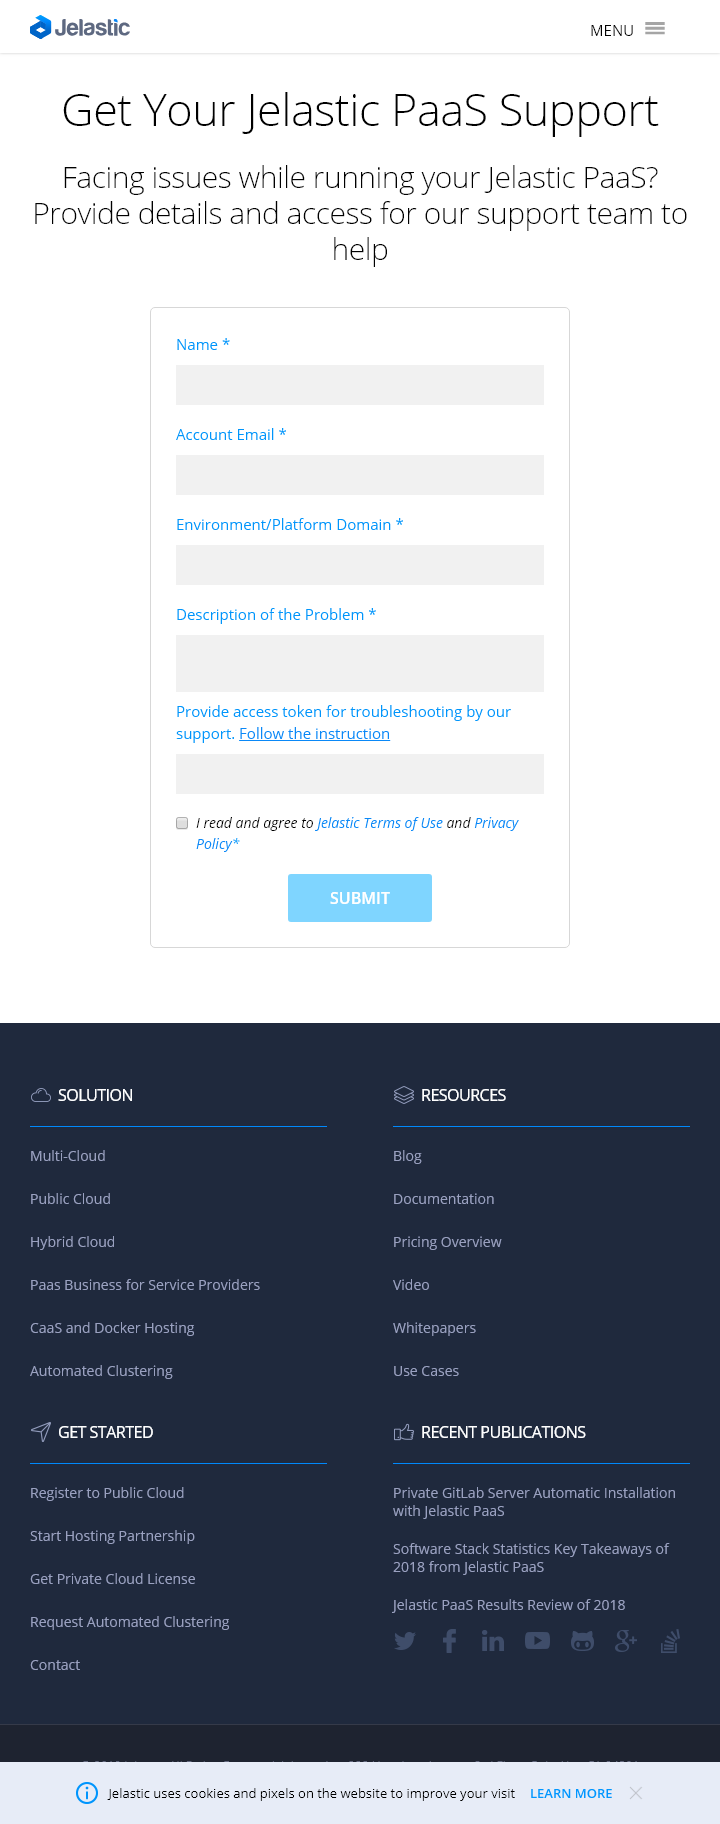 Jelastic
MENU
Get Your Jelastic PaaS Support
Facing issues while running your Jelastic PaaS?
Provide details and access for our support team to
help
Name *
Account Email *
Environment/Platform Domain *
Description of the Problem *
Provide access token for troubleshooting by our
support. Follow the instruction
I read and agree to Jelastic Terms of Use and Privacy
Policy*
SUBMIT
SOLUTION
Multi-Cloud
Public Cloud
Hybrid Cloud
Paas Business for Service Providers
CaaS and Docker Hosting
Automated Clustering
RESOURCES
Blog
Documentation
Pricing Overview
Video
Whitepapers
Use Cases
GET STARTED
Register to Public Cloud
Start Hosting Partnership
Get Private Cloud License
Request Automated Clustering
Contact
RECENT PUBLICATIONS
Private GitLab Server Automatic Installation
with Jelastic PaaS
Software Stack Statistics Key Takeaways of
2018 from Jelastic PaaS
Jelastic PaaS Results Review of 2018
Jelastic uses cookies and pixels on the website to improve your visit LEARN MORE